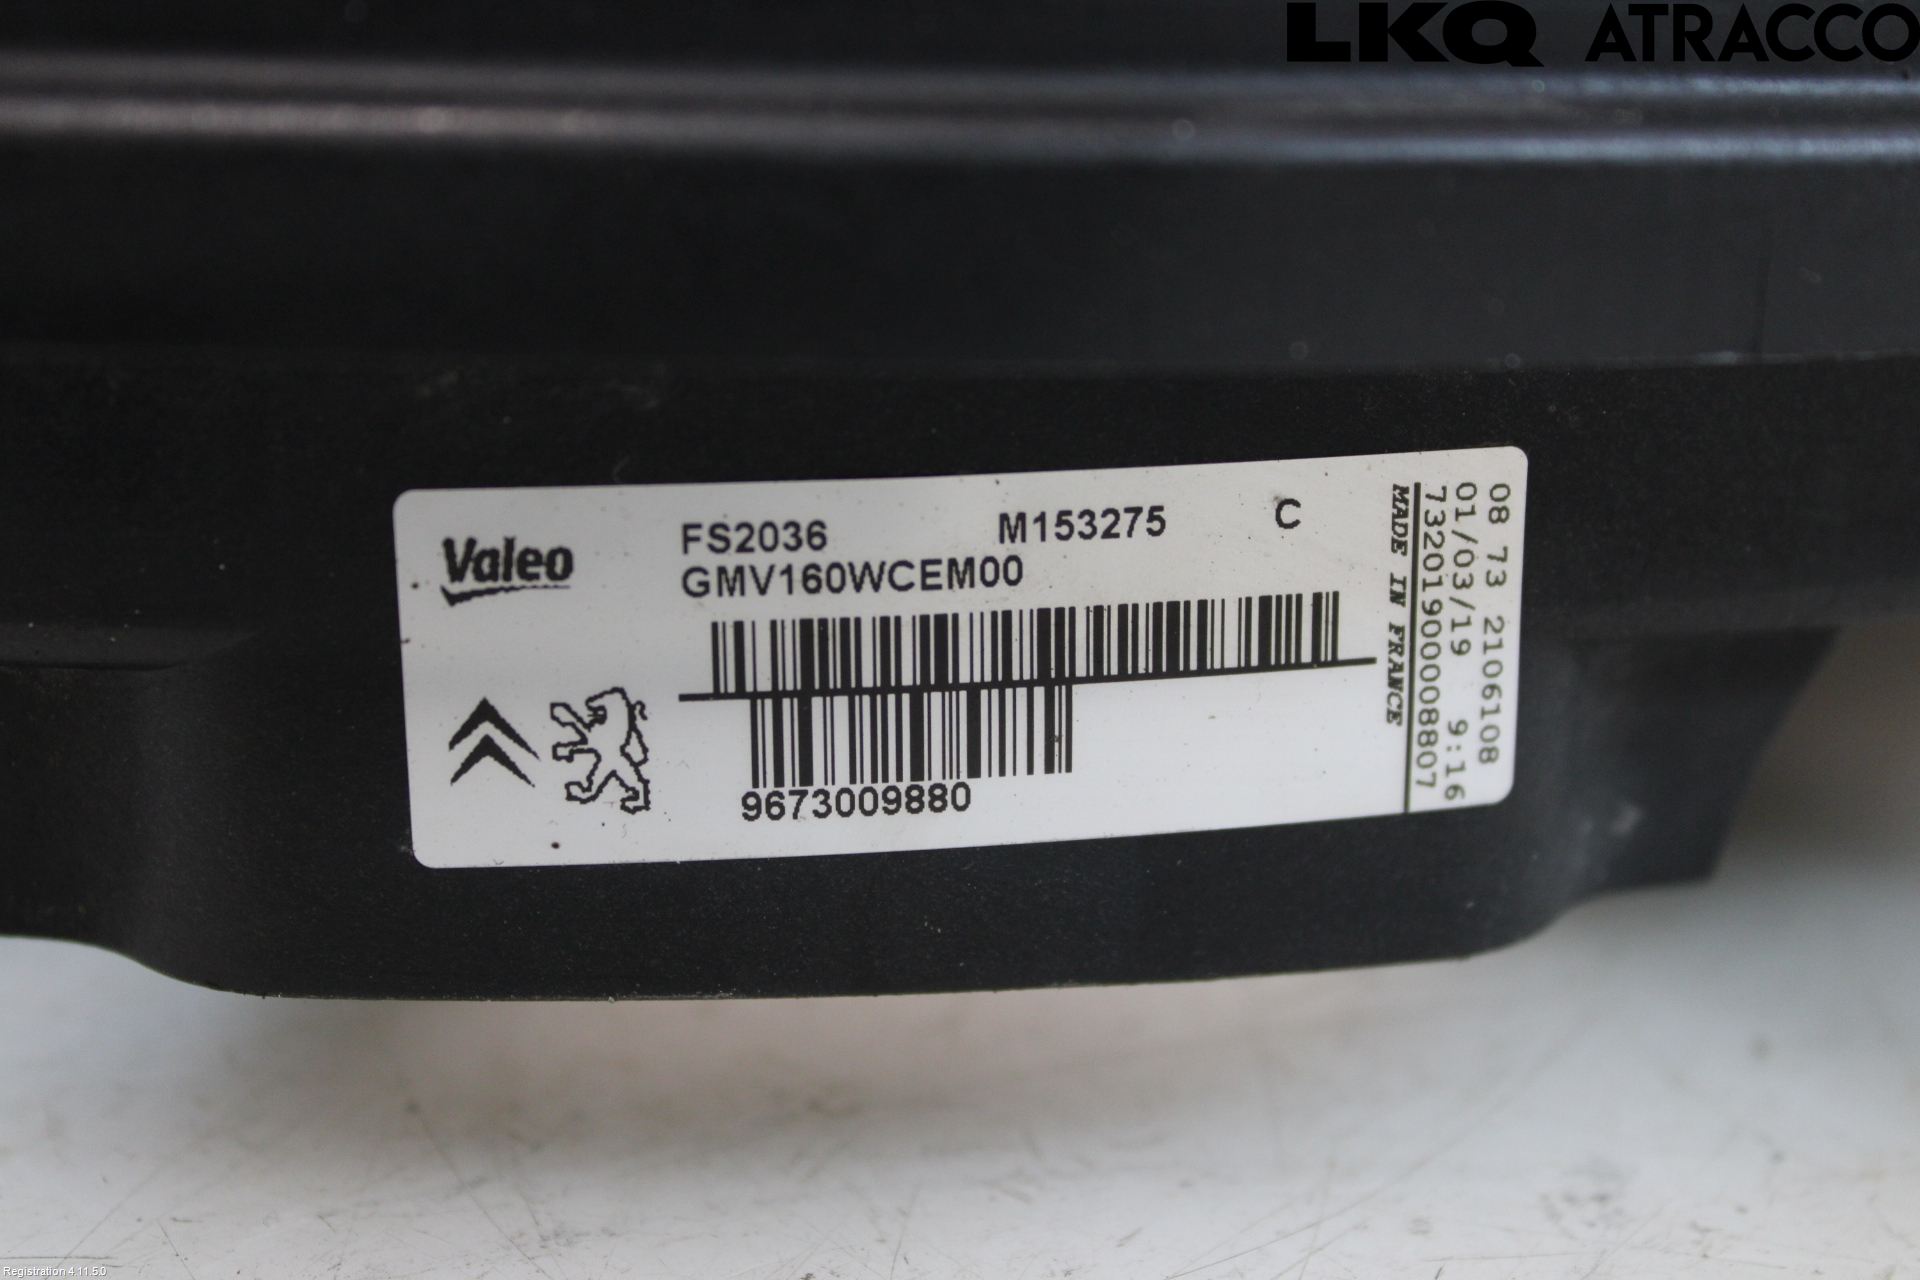 LKQ ATRACCO
Valeo
FS2036 M153275 C
GMV160WCEM00
9673009880
MADE IN FRANCE
73201900008807
01/03/19 9:16
08 73 2106108
Registration 4.11.5.0